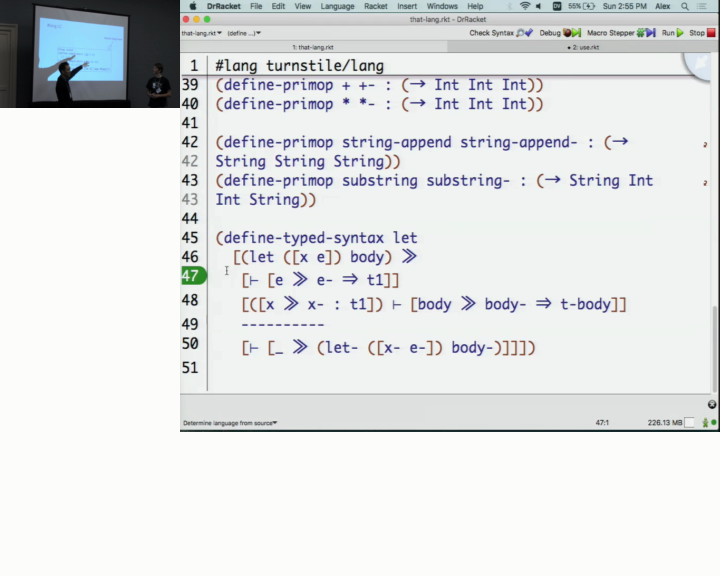 DrRacket File Edit View Language Racket Insert Windows Help 55% Sun 2:55 PM Alex
that-lang.rkt - DrRacket
that-lang.rkt▼ (define ...)▼ Check Syntax Debug Macro Stepper Run Stop
1: that-lang.rkt • 2: use.rkt
1 #lang turnstile/lang
39 (define-primop + +- : (→ Int Int Int))
40 (define-primop * *- : (→ Int Int Int))
41
42 (define-primop string-append string-append- : (→
42 String String String))
43 (define-primop substring substring- : (→ String Int
43 Int String))
44
45 (define-typed-syntax let
46 [(let ([x e]) body) ≫
47 [⊢ [e ≫ e- ⇒ t1]]
48 [([x ≫ x- : t1]) ⊢ [body ≫ body- ⇒ t-body]]
49 ----------
50 [⊢ [_ ≫ (let- ([x- e-]) body-)]]])
51
Determine language from source▼ 47:1 226.13 MB